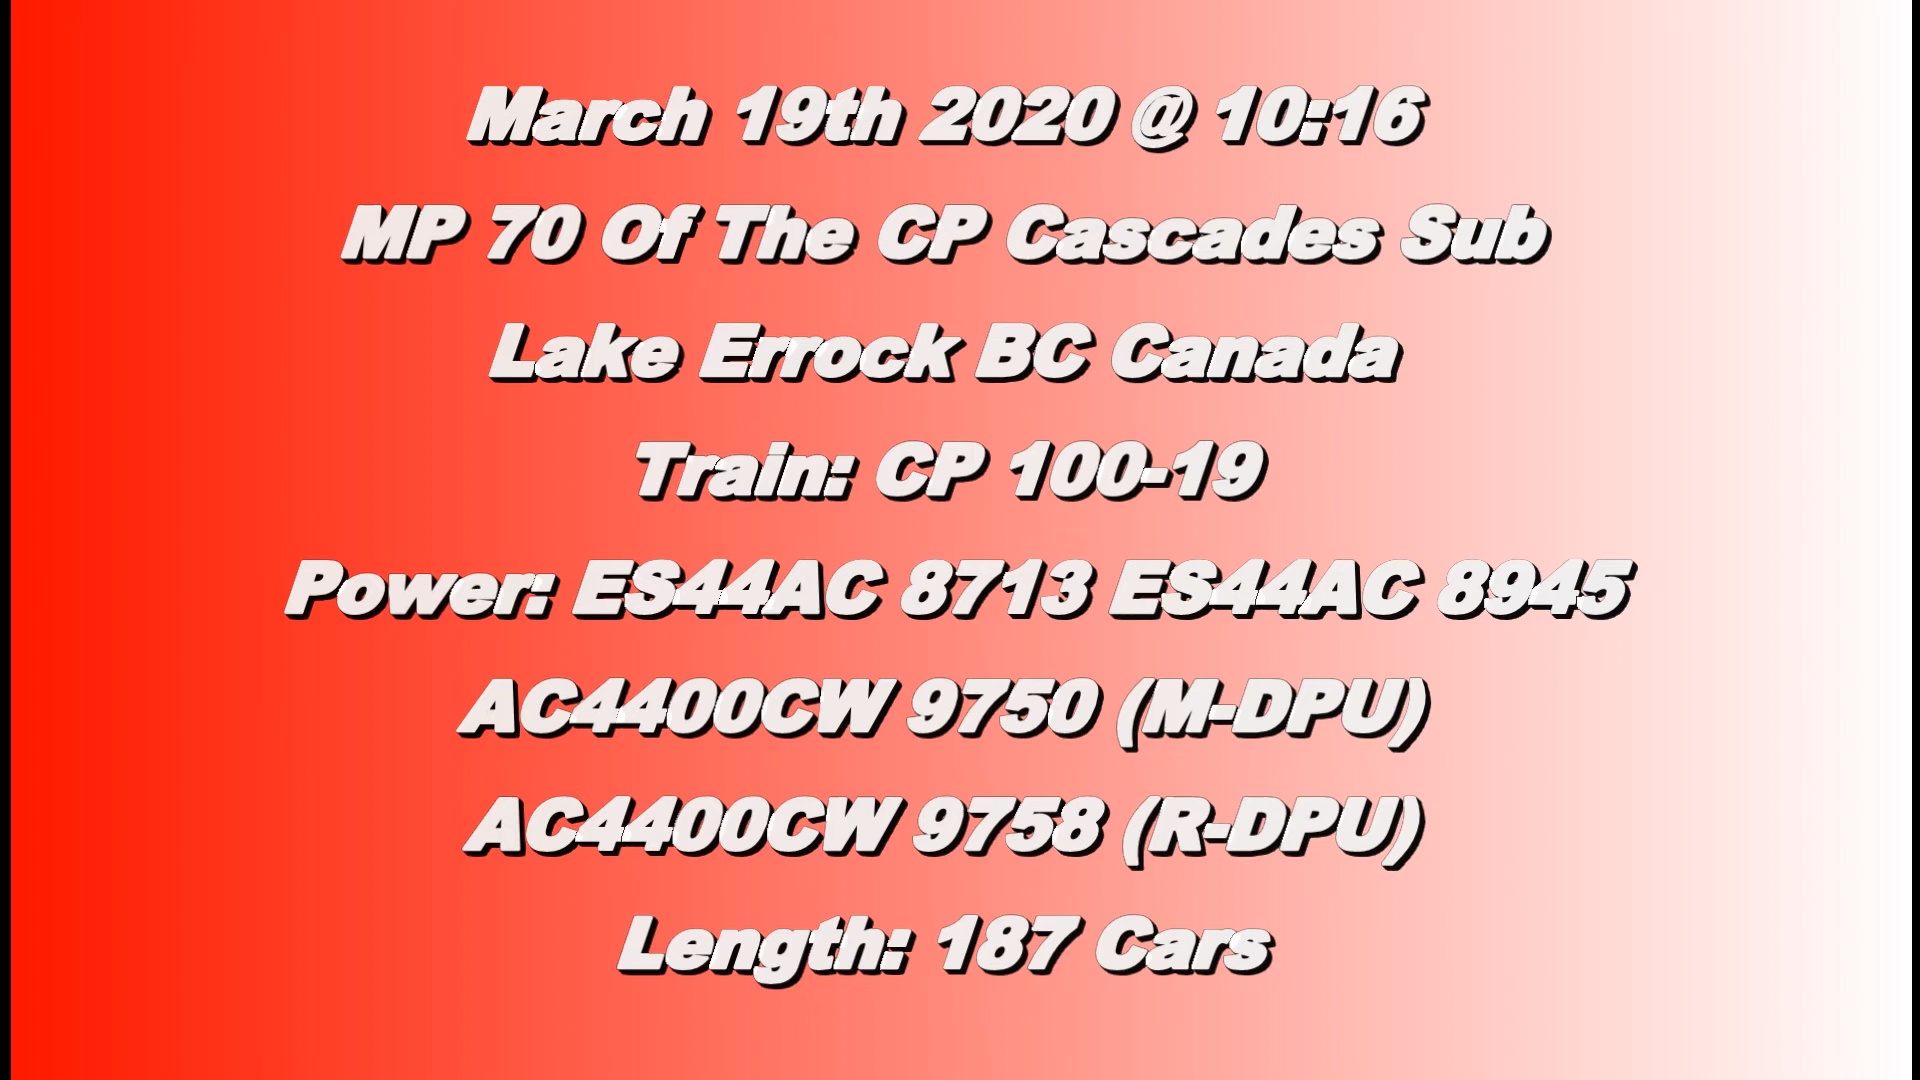 March 19th 2020 @ 10:16
MP 70 Of The CP Cascades Sub
Lake Errock BC Canada
Train: CP 100-19
Power: ES44AC 8713 ES44AC 8945
AC4400CW 9750 (M-DPU)
AC4400CW 9758 (R-DPU)
Length: 187 Cars